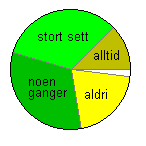 stort sett
alltid
noen
ganger
aldri